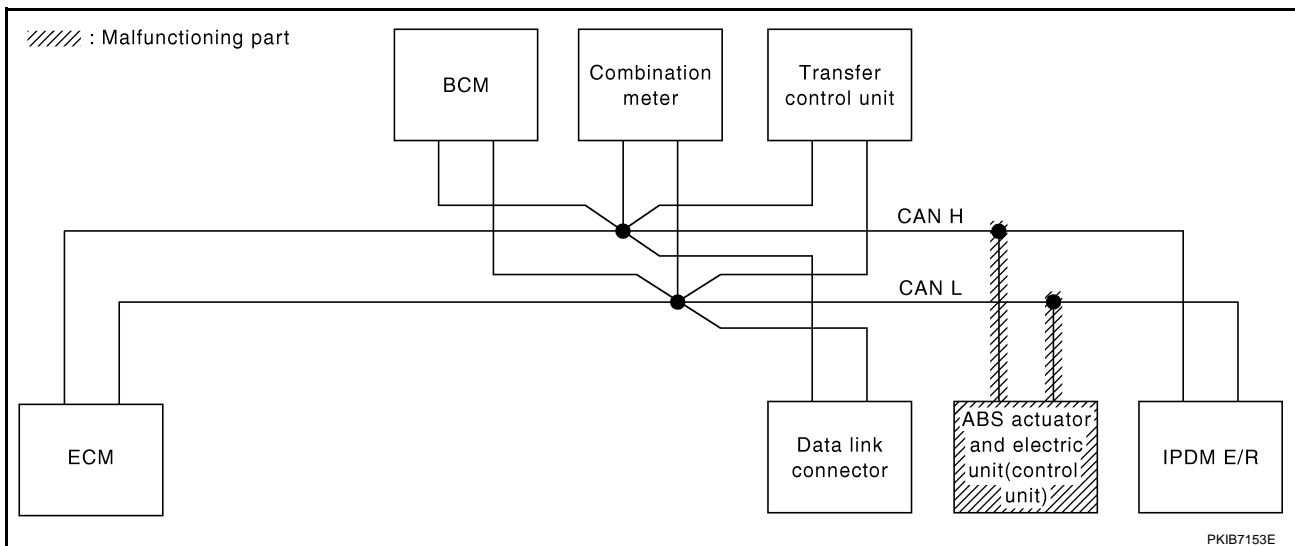 : Malfunctioning part
BCM
Combination
meter
Transfer
control unit
CAN H
CAN L
ECM
Data link
connector
ABS actuator
and electric
unit(control
unit)
IPDM E/R
PKIB7153E